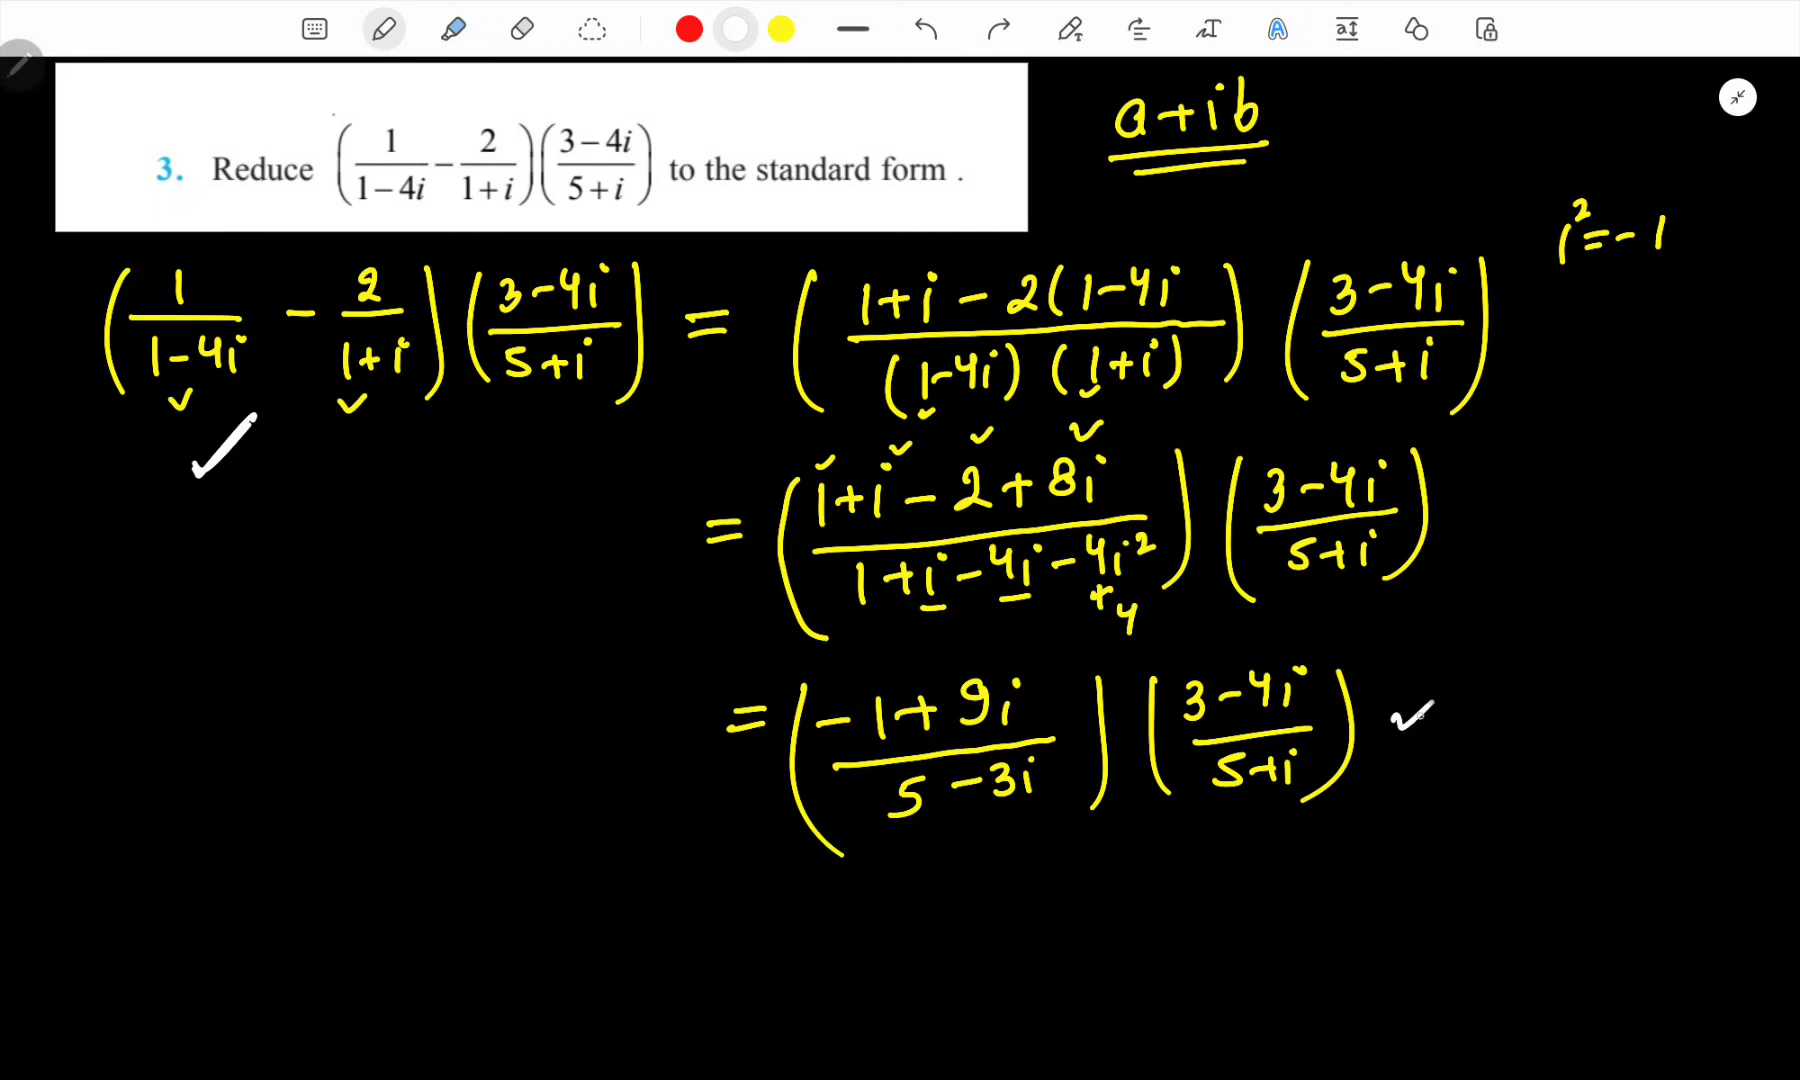 a+ib
3. Reduce (1/(1-4i) - 2/(1+i))((3-4i)/(5+i)) to the standard form .
i²=-1
(1/(1-4i) - 2/(1+i))((3-4i)/(5+i)) = ((1+i-2(1-4i)/((1-4i)(1+i)))((3-4i)/(5+i))
= ((1+i-2+8i)/(1+i-4i-4i²))((3-4i)/(5+i))
+4
= ((-1+9i)/(5-3i))((3-4i)/(5+i))